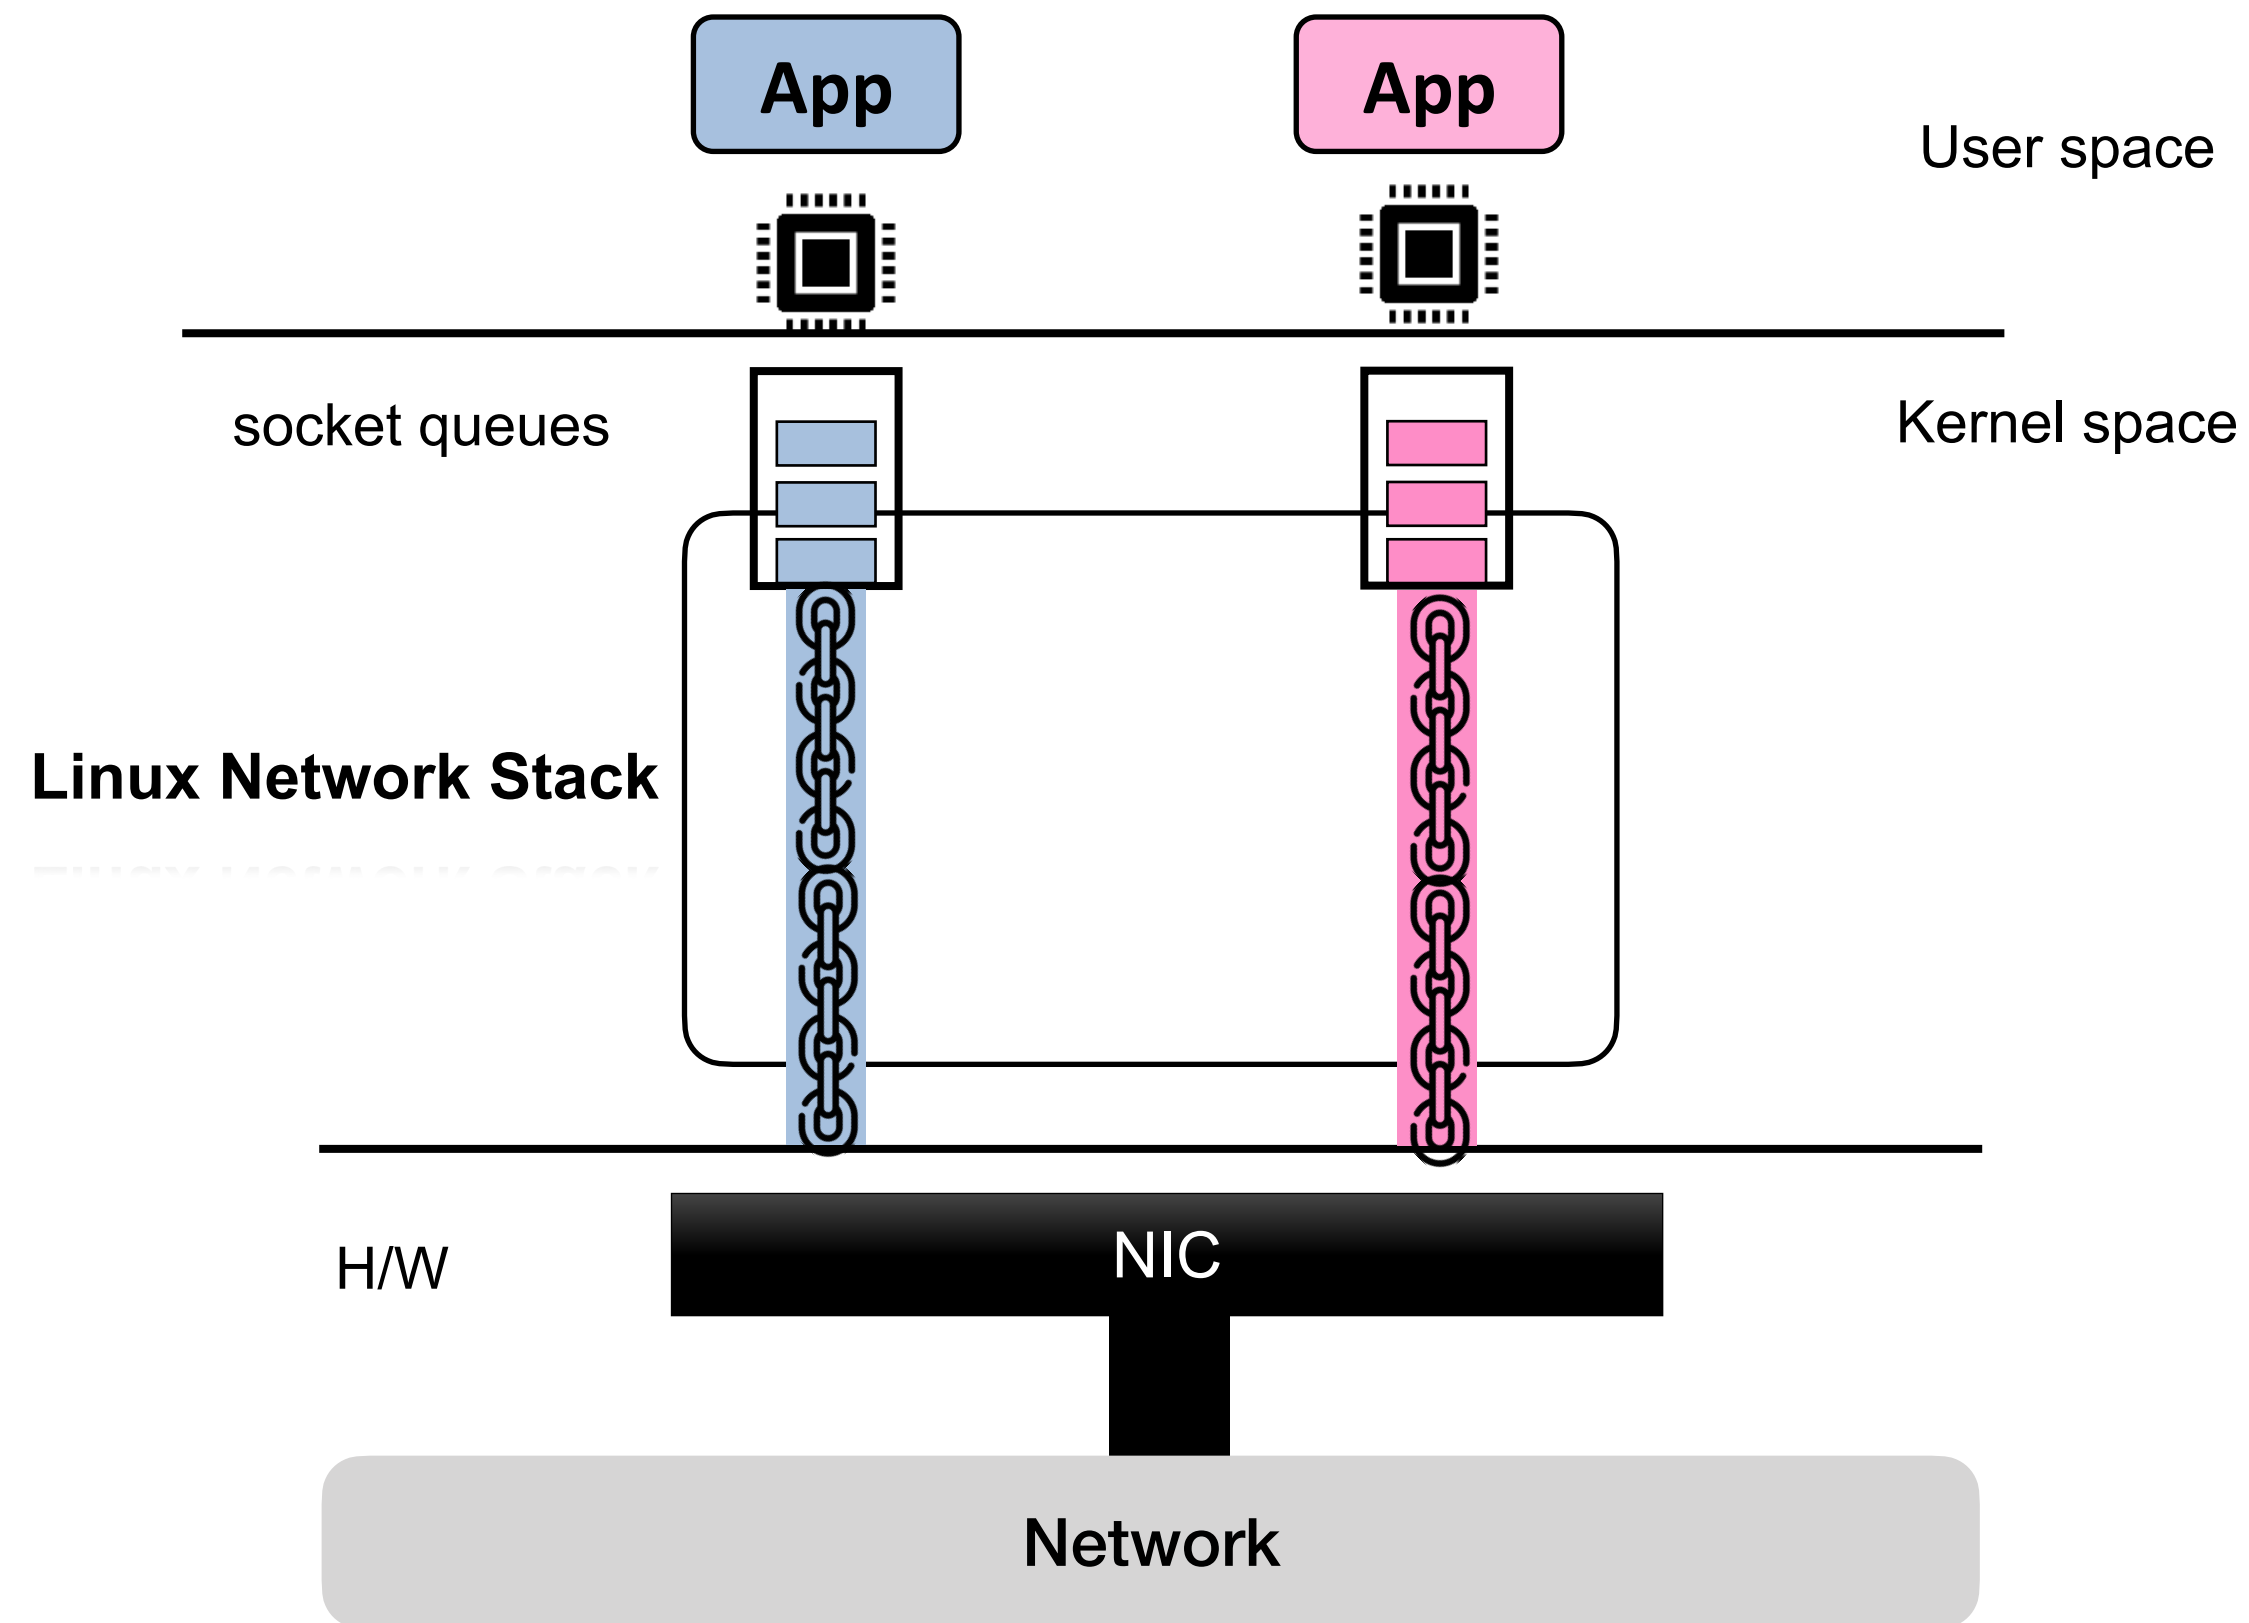 App
App
User space
socket queues
Kernel space
Linux Network Stack
NIC
H/W
Network